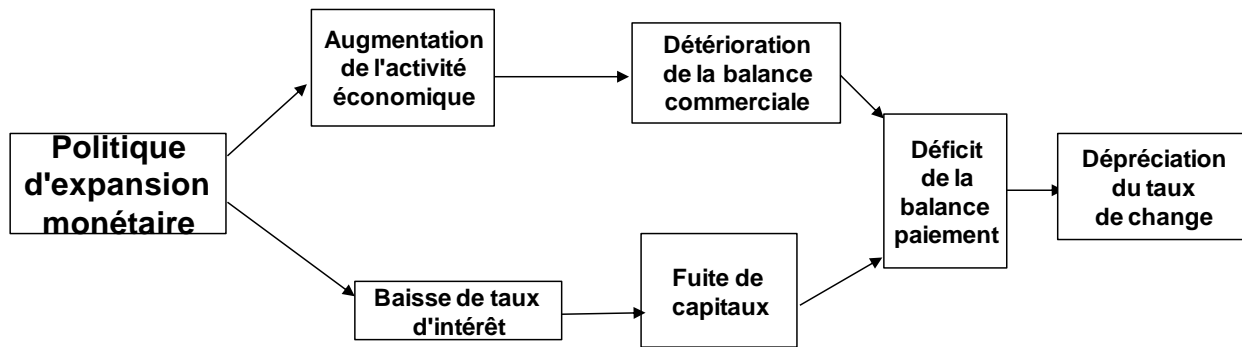 Politique
d'expansion
monétaire
Augmentation
de l'activité
économique
Détérioration
de la balance
commerciale
Baisse de taux
d'intérêt
Fuite de
capitaux
Déficit
de la
balance
paiement
Dépréciation
du taux
de change